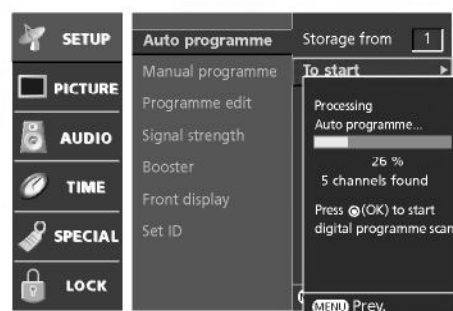 SETUP
PICTURE
AUDIO
TIME
SPECIAL
LOCK
Auto programme
Manual programme
Programme edit
Signal strength
Booster
Front display
Set ID
Storage from 1
To start
Processing
Auto programme...
26 %
5 channels found
Press (OK) to start
digital programme scan
MENU Prev.